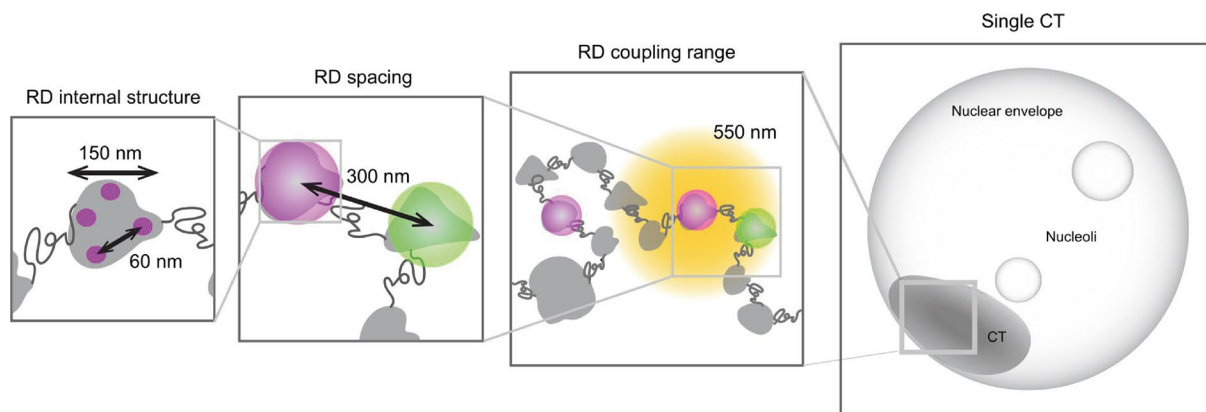 RD internal structure
150 nm
60 nm
RD spacing
300 nm
RD coupling range
550 nm
Single CT
Nuclear envelope
Nucleoli
CT